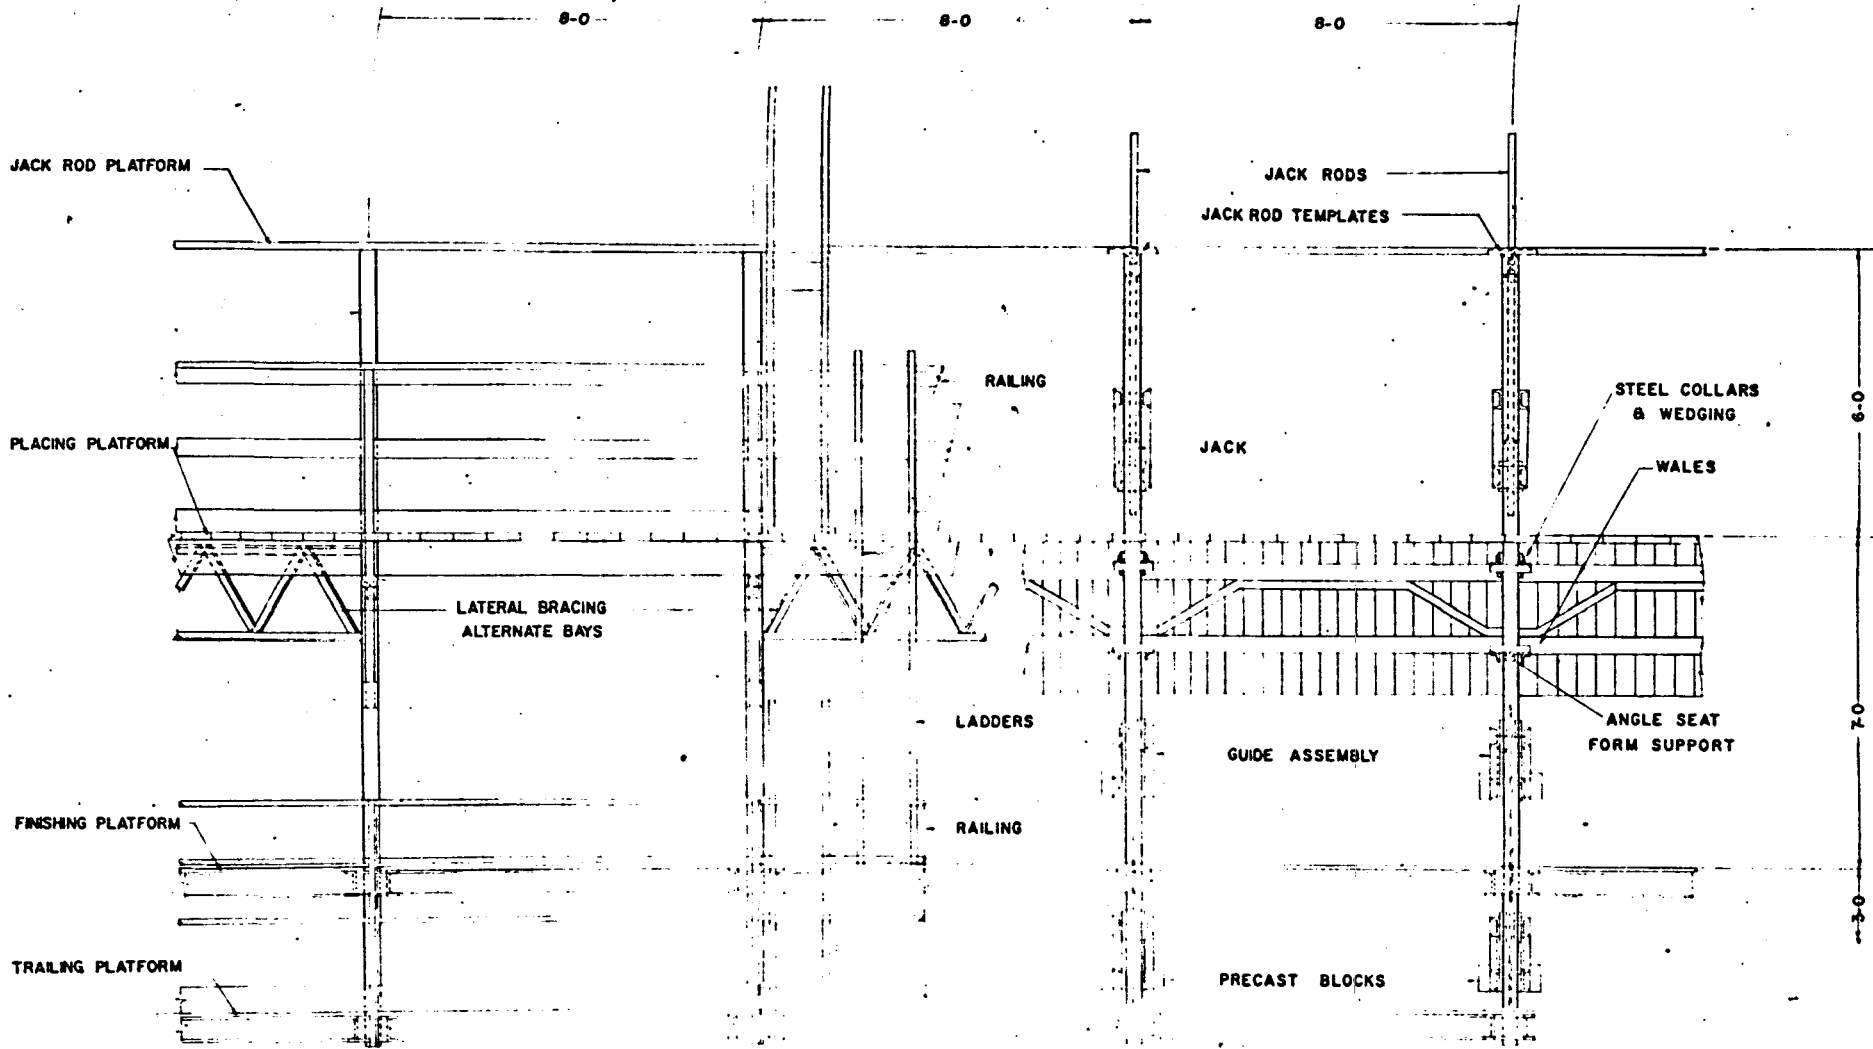 8-0
8-0
8-0
JACK ROD PLATFORM
JACK RODS
JACK ROD TEMPLATES
RAILING
STEEL COLLARS
& WEDGING
6-0
PLACING PLATFORM
JACK
WALES
LATERAL BRACING
ALTERNATE BAYS
LADDERS
ANGLE SEAT
FORM SUPPORT
7-0
GUIDE ASSEMBLY
FINISHING PLATFORM
RAILING
3-0
TRAILING PLATFORM
PRECAST BLOCKS